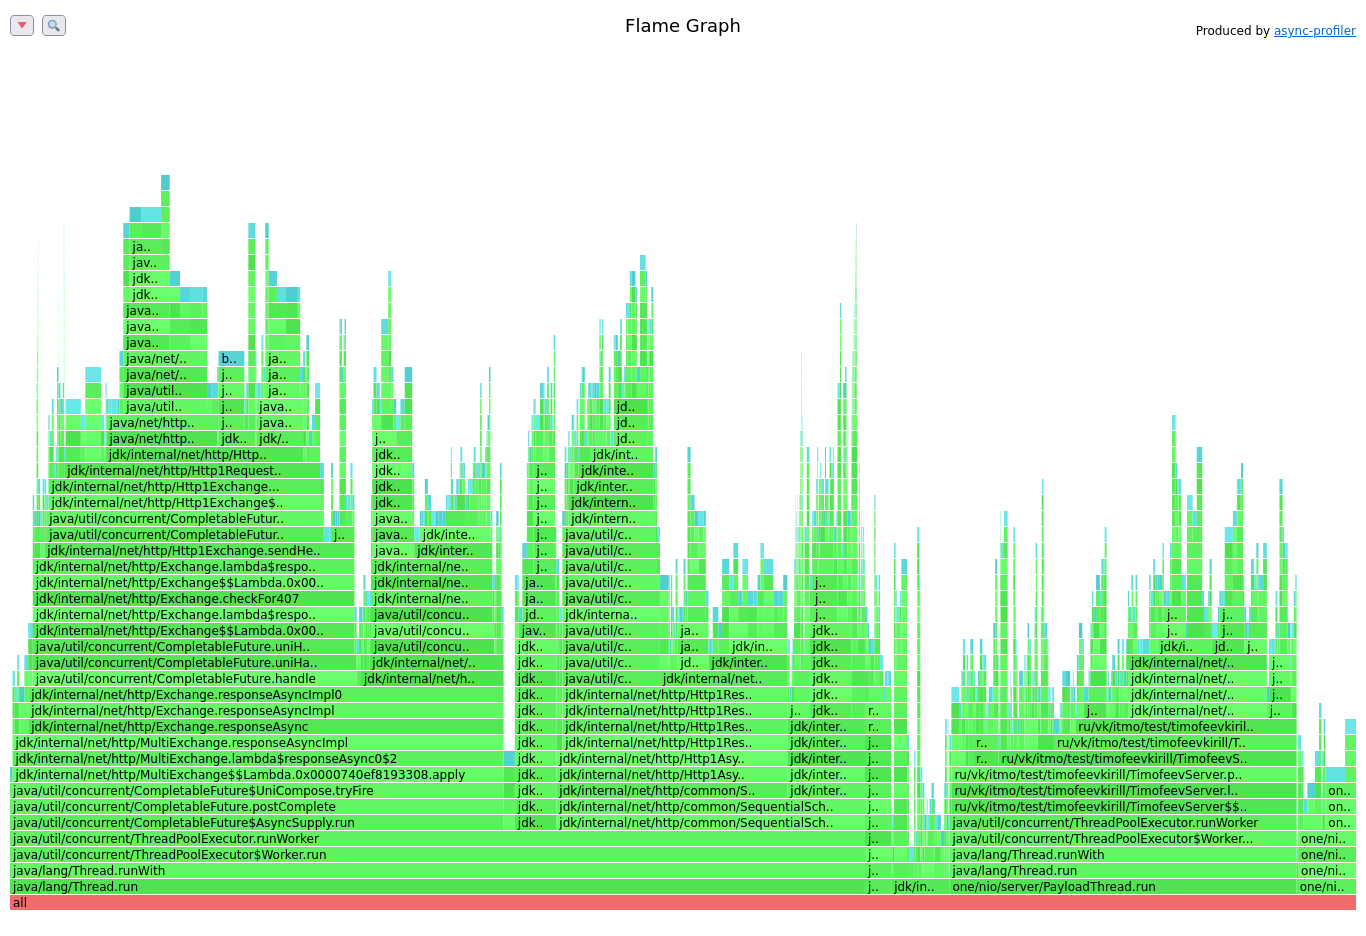 Flame Graph
Produced by async-profiler
ja..
jav..
jdk..
jdk..
java..
java..
java..
java/net/.. b.. ja..
java/net/.. j.. ja..
java/util.. j.. ja..
java/util.. j.. java.. jd..
java/net/http.. j.. java.. jd..
java/net/http.. jdk.. jdk/.. j.. jd..
jdk/internal/net/http/Http.. jdk.. jdk/int..
jdk/internal/net/http/Http1Request.. jdk.. j.. jdk/inte..
jdk/internal/net/http/Http1Exchange... jdk.. j.. jdk/inter..
jdk/internal/net/http/Http1Exchange$.. jdk.. j.. jdk/intern..
java/util/concurrent/CompletableFutur.. java.. j.. jdk/intern..
java/util/concurrent/CompletableFutur.. j.. java.. jdk/inte.. j.. java/util/c..
jdk/internal/net/http/Http1Exchange.sendHe.. java.. jdk/inter.. j.. java/util/c..
jdk/internal/net/http/Exchange.lambda$respo.. jdk/internal/ne.. j.. java/util/c..
jdk/internal/net/http/Exchange$$Lambda.0x00.. jdk/internal/ne.. ja.. java/util/c.. j..
jdk/internal/net/http/Exchange.checkFor407 jdk/internal/ne.. ja.. java/util/c.. j..
jdk/internal/net/http/Exchange.lambda$respo.. java/util/concu.. jd.. jdk/interna.. j.. j.. j..
jdk/internal/net/http/Exchange$$Lambda.0x00.. java/util/concu.. jav.. java/util/c.. ja.. jdk.. j.. j..
java/util/concurrent/CompletableFuture.uniH.. java/util/concu.. jdk.. java/util/c.. jdk/in.. jdk.. jdk/i.. jd.. j..
java/util/concurrent/CompletableFuture.uniHa.. jdk/internal/net/.. jdk.. java/util/c.. jd.. jdk/inter.. jdk.. jdk/internal/net/.. j..
java/util/concurrent/CompletableFuture.handle jdk/internal/net/h.. jdk.. java/util/c.. jdk/internal/net.. jdk.. jdk/internal/net/.. j..
jdk/internal/net/http/Exchange.responseAsyncImpl0 jdk.. jdk/internal/net/http/Http1Res.. jdk.. jdk/internal/net/.. j..
jdk/internal/net/http/Exchange.responseAsyncImpl jdk.. jdk/internal/net/http/Http1Res.. j.. jdk.. r.. j.. jdk/internal/net/.. j..
jdk/internal/net/http/Exchange.responseAsync jdk.. jdk/internal/net/http/Http1Res.. jdk/inter.. r.. ru/vk/itmo/test/timofeevkiril..
jdk/internal/net/http/MultiExchange.responseAsyncImpl jdk.. jdk/internal/net/http/Http1Res.. jdk/inter.. j.. r.. ru/vk/itmo/test/timofeevkirill/T..
jdk/internal/net/http/MultiExchange.lambda$responseAsync0$2 jdk.. jdk/internal/net/http/Http1Asy.. jdk/inter.. j.. r.. ru/vk/itmo/test/timofeevkirill/TimofeevS..
jdk/internal/net/http/MultiExchange$$Lambda.0x0000740ef8193308.apply jdk.. jdk/internal/net/http/Http1Asy.. jdk/inter.. j.. ru/vk/itmo/test/timofeevkirill/TimofeevServer.p..
java/util/concurrent/CompletableFuture$UniCompose.tryFire jdk.. jdk/internal/net/http/common/S.. jdk/inter.. j.. ru/vk/itmo/test/timofeevkirill/TimofeevServer.l.. on..
java/util/concurrent/CompletableFuture.postComplete jdk.. jdk/internal/net/http/common/SequentialSch.. j.. ru/vk/itmo/test/timofeevkirill/TimofeevServer$$.. on..
java/util/concurrent/CompletableFuture$AsyncSupply.run jdk.. jdk/internal/net/http/common/SequentialSch.. j.. java/util/concurrent/ThreadPoolExecutor.runWorker on..
java/util/concurrent/ThreadPoolExecutor.runWorker j.. java/util/concurrent/ThreadPoolExecutor$Worker... one/ni..
java/util/concurrent/ThreadPoolExecutor$Worker.run j.. java/lang/Thread.runWith one/ni..
java/lang/Thread.runWith j.. java/lang/Thread.run one/ni..
java/lang/Thread.run j.. jdk/in.. one/nio/server/PayloadThread.run one/ni..
all